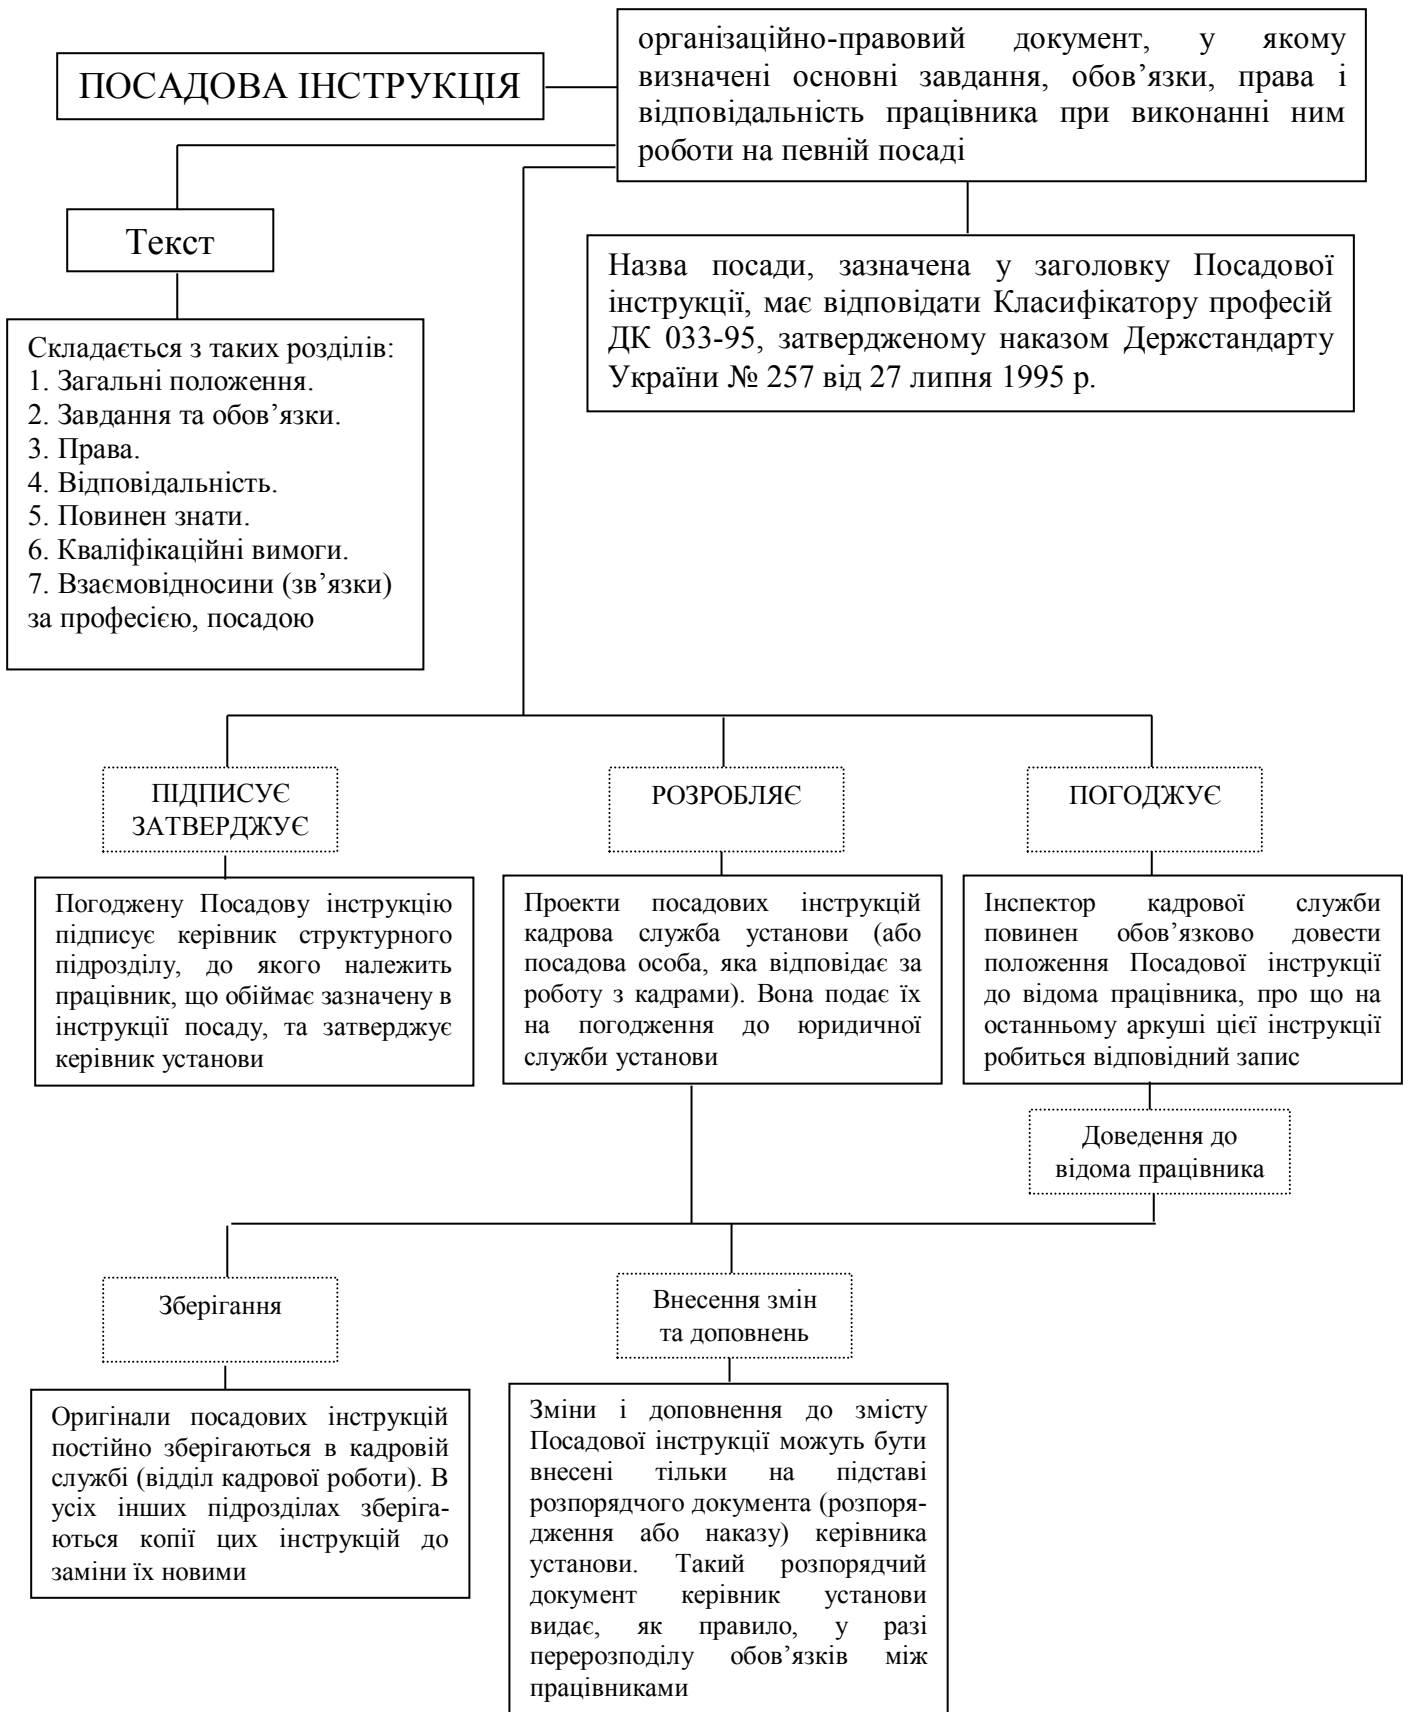 ПОСАДОВА ІНСТРУКЦІЯ
організаційно-правовий документ, у якому
визначені основні завдання, обов’язки, права і
відповідальність працівника при виконанні ним
роботи на певній посаді
Текст
Назва посади, зазначена у заголовку Посадової
інструкції, має відповідати Класифікатору професій
ДК 033-95, затвердженому наказом Держстандарту
України № 257 від 27 липня 1995 р.
Складається з таких розділів:
1. Загальні положення.
2. Завдання та обов’язки.
3. Права.
4. Відповідальність.
5. Повинен знати.
6. Кваліфікаційні вимоги.
7. Взаємовідносини (зв’язки)
за професією, посадою
ПІДПИСУЄ
ЗАТВЕРДЖУЄ
РОЗРОБЛЯЄ
ПОГОДЖУЄ
Погоджену Посадову інструкцію
підписує керівник структурного
підрозділу, до якого належить
працівник, що обіймає зазначену в
інструкції посаду, та затверджує
керівник установи
Проекти посадових інструкцій
кадрова служба установи (або
посадова особа, яка відповідає за
роботу з кадрами). Вона подає їх
на погодження до юридичної
служби установи
Інспектор кадрової служби
повинен обов’язково довести
положення Посадової інструкції
до відома працівника, про що на
останньому аркуші цієї інструкції
робиться відповідний запис
Доведення до
відома працівника
Зберігання
Внесення змін
та доповнень
Оригінали посадових інструкцій
постійно зберігаються в кадровій
службі (відділ кадрової роботи). В
усіх інших підрозділах зберіга-
ються копії цих інструкцій до
заміни їх новими
Зміни і доповнення до змісту
Посадової інструкції можуть бути
внесені тільки на підставі
розпорядчого документа (розпоря-
дження або наказу) керівника
установи. Такий розпорядчий
документ керівник установи
видає, як правило, у разі
перерозподілу обов’язків між
працівниками